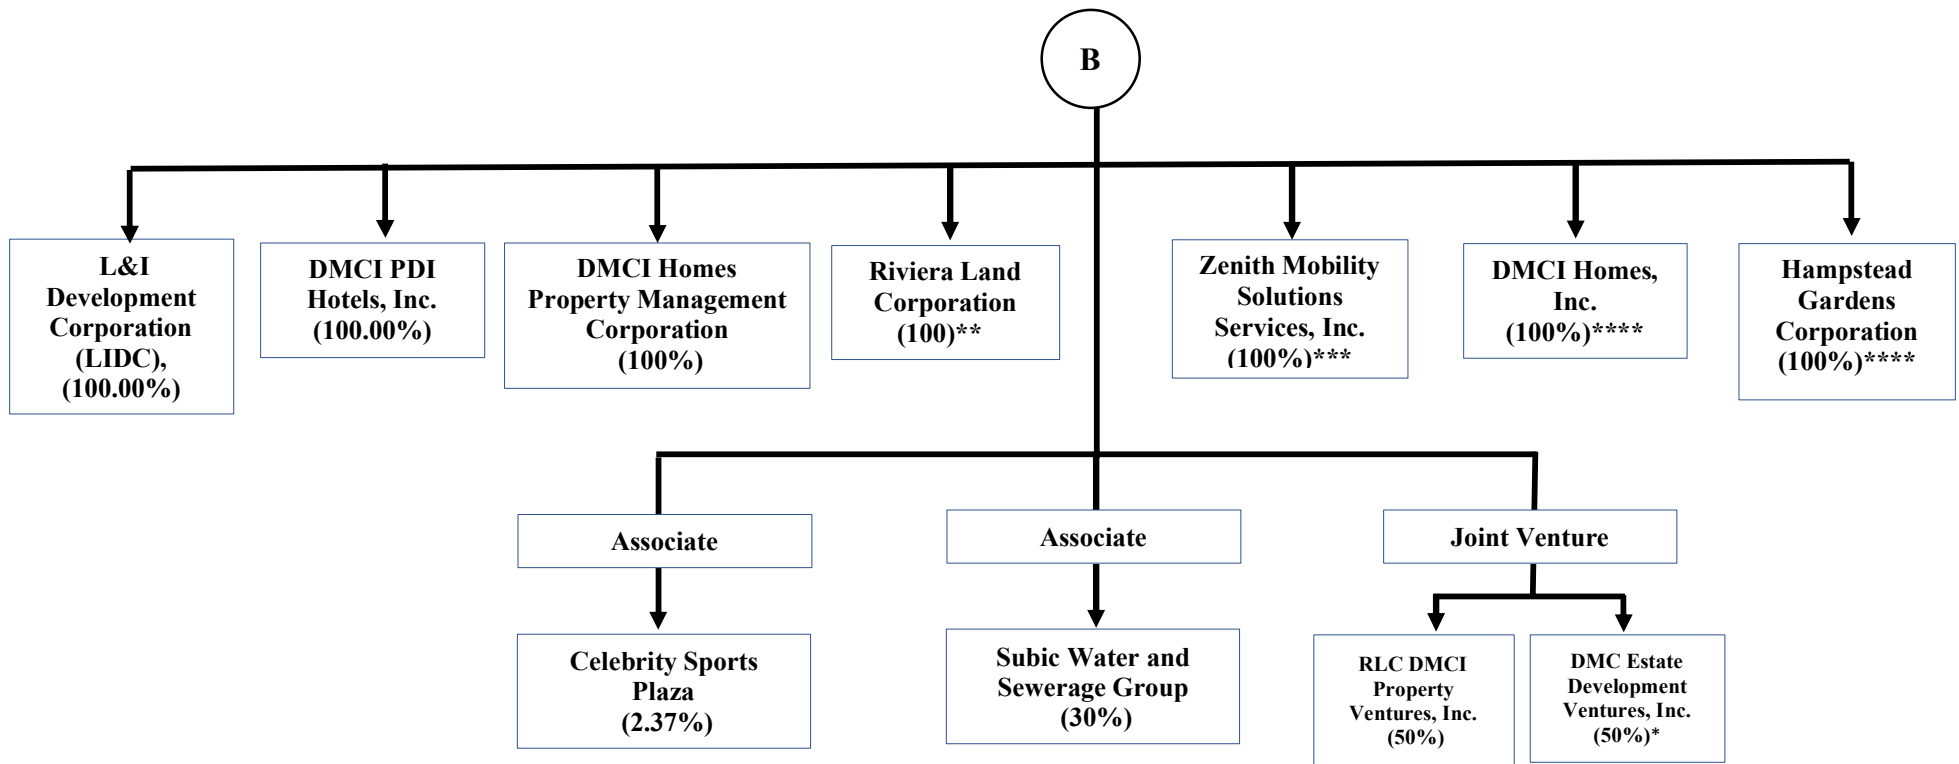 B
L&I
Development
Corporation
(LIDC),
(100.00%)
DMCI PDI
Hotels, Inc.
(100.00%)
DMCI Homes
Property Management
Corporation
(100%)
Riviera Land
Corporation
(100)**
Zenith Mobility
Solutions
Services, Inc.
(100%)***
DMCI Homes,
Inc.
(100%)****
Hampstead
Gardens
Corporation
(100%)****
Associate
Associate
Joint Venture
Celebrity Sports
Plaza
(2.37%)
Subic Water and
Sewerage Group
(30%)
RLC DMCI
Property
Ventures, Inc.
(50%)
DMC Estate
Development
Ventures, Inc.
(50%)*